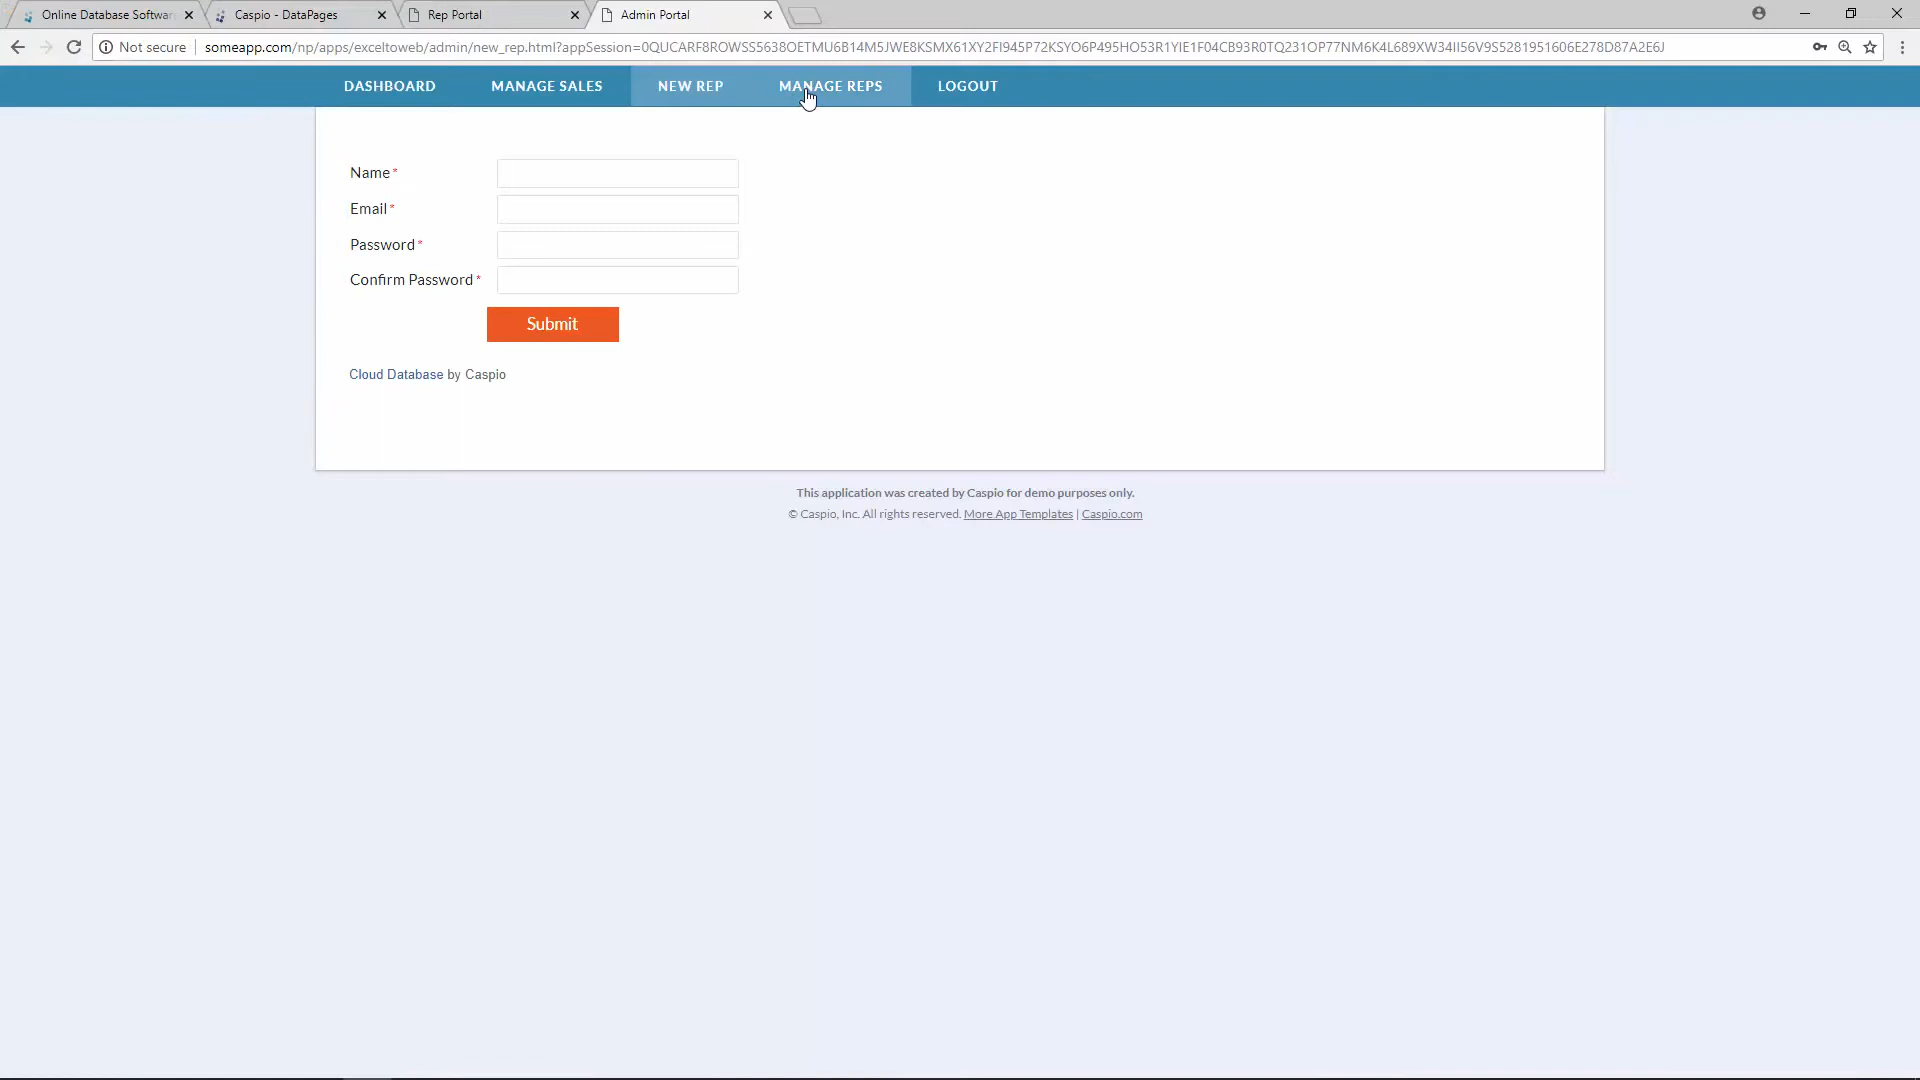 Online Database Softwar
Caspio - DataPages
Rep Portal
Admin Portal
Not secure
someapp.com/np/apps/exceltoweb/admin/new_rep.html?appSession=0QUCARF8ROWSS5638OETMU6B14M5JWE8KSMX61XY2FI945P72KSYO6P495HO53R1YIE1F04CB93R0TQ231OP77NM6K4L689XW34II56V9S5281951606E278D87A2E6J
DASHBOARD
MANAGE SALES
NEW REP
MANAGE REPS
LOGOUT
Name*
Email*
Password*
Confirm Password*
Submit
Cloud Database by Caspio
This application was created by Caspio for demo purposes only.
© Caspio, Inc. All rights reserved. More App Templates | Caspio.com